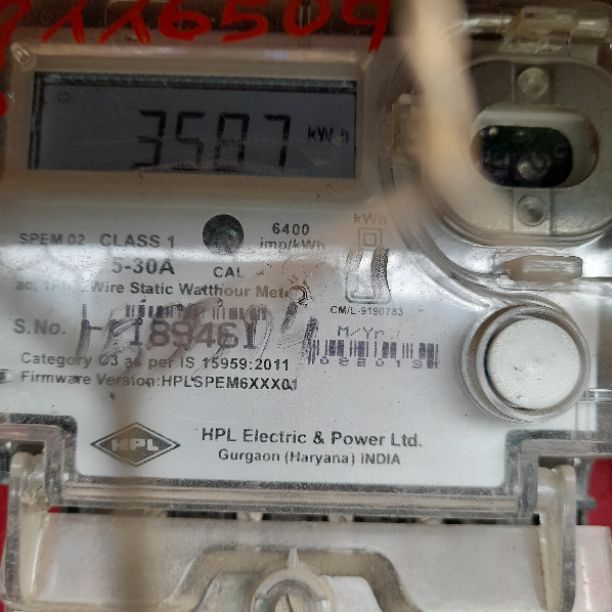 3587 kWh
kWh
6400
imp/kWh
SPEM 02 CLASS 1
5-30A CAL
Wire Static Watthour Meter
CM/L-9190783
S.No. 189461
M/Yr.
Category C3 as per IS 15959:2011
Firmware Version:HPLSPEM6XXX01
HPL
HPL Electric & Power Ltd.
Gurgaon (Haryana) INDIA